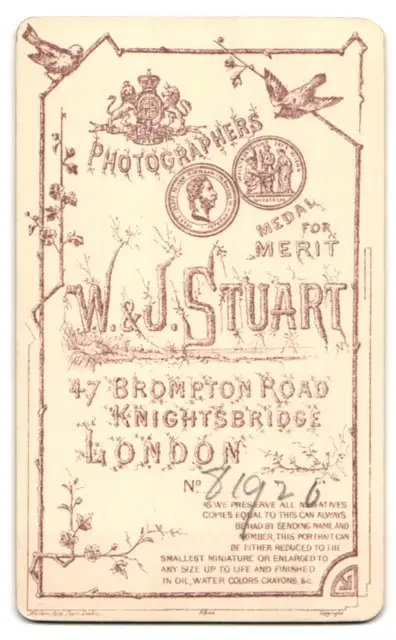 PHOTOGRAPHERS
MEDAL
FOR
MERIT
W. & J. STUART
47 BROMPTON ROAD
KNIGHTSBRIDGE
LONDON
No 81926
AS WE PRESERVE ALL NEGATIVES
COPIES EQUAL TO THIS CAN ALWAYS
BE HAD BY SENDING NAME AND
NUMBER, THIS PORTRAIT CAN
BE EITHER REDUCED TO THE
SMALLEST MINIATURE OR ENLARGED TO
ANY SIZE UP TO LIFE AND FINISHED
IN OIL, WATER COLORS CRAYONS, &c.
Copyright